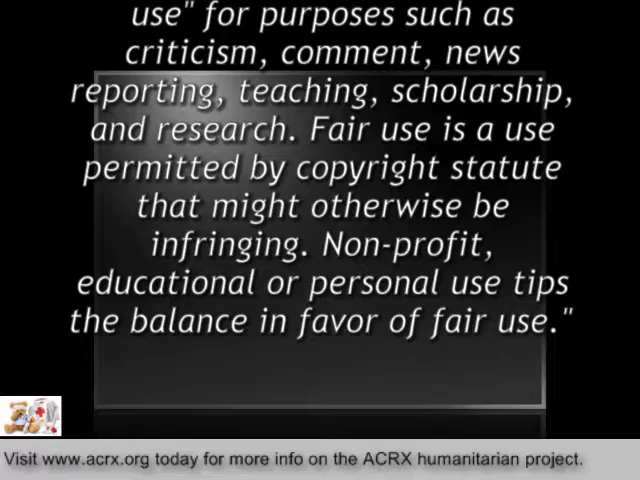 use" for purposes such as
criticism, comment, news
reporting, teaching, scholarship,
and research. Fair use is a use
permitted by copyright statute
that might otherwise be
infringing. Non-profit,
educational or personal use tips
the balance in favor of fair use."
Visit www.acrx.org today for more info on the ACRX humanitarian project.